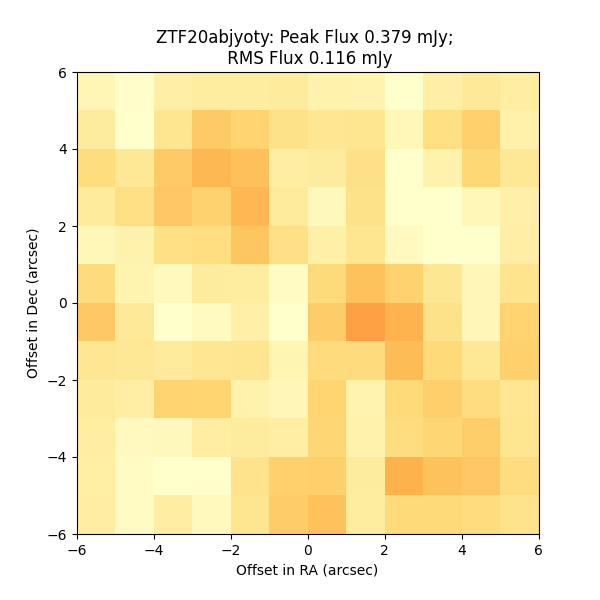 ZTF20abjyoty: Peak Flux 0.379 mJy;
RMS Flux 0.116 mJy
6
4
2
0
−2
−4
−6
Offset in Dec (arcsec)
−6 −4 −2 0 2 4 6
Offset in RA (arcsec)